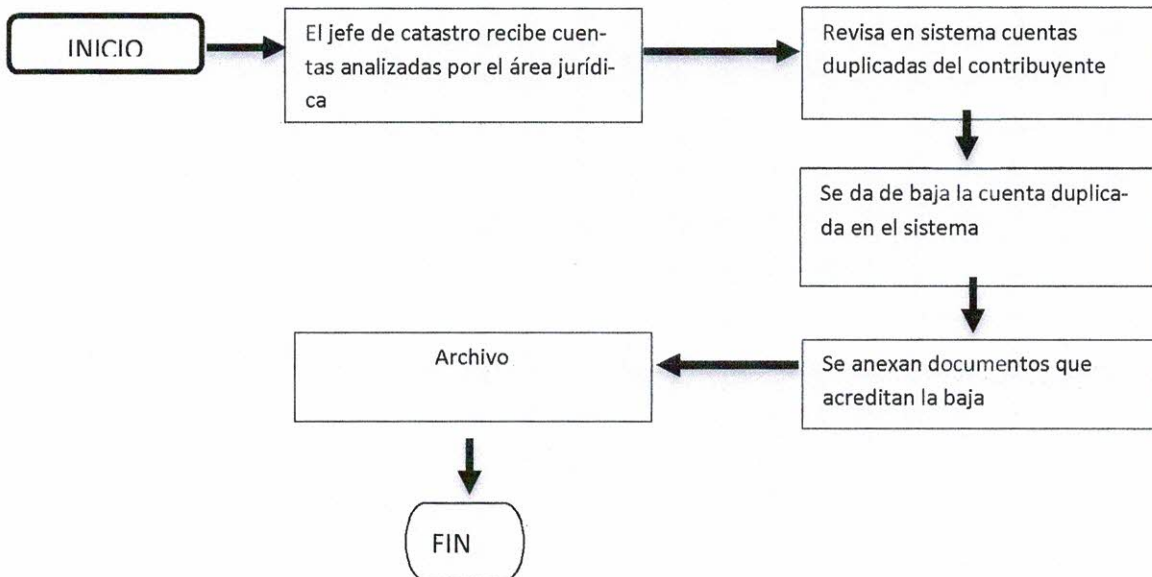 INICIO
El jefe de catastro recibe cuen-
tas analizadas por el área jurídi-
ca
Revisa en sistema cuentas
duplicadas del contribuyente
Se da de baja la cuenta duplica-
da en el sistema
Se anexan documentos que
acreditan la baja
Archivo
FIN